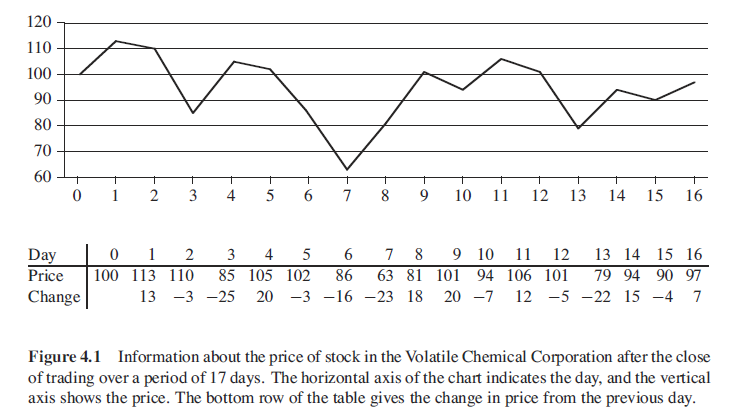 120
110
100
90
80
70
60
0 1 2 3 4 5 6 7 8 9 10 11 12 13 14 15 16
Day 0 1 2 3 4 5 6 7 8 9 10 11 12 13 14 15 16
Price 100 113 110 85 105 102 86 63 81 101 94 106 101 79 94 90 97
Change 13 −3 −25 20 −3 −16 −23 18 20 −7 12 −5 −22 15 −4 7
Figure 4.1 Information about the price of stock in the Volatile Chemical Corporation after the close
of trading over a period of 17 days. The horizontal axis of the chart indicates the day, and the vertical
axis shows the price. The bottom row of the table gives the change in price from the previous day.